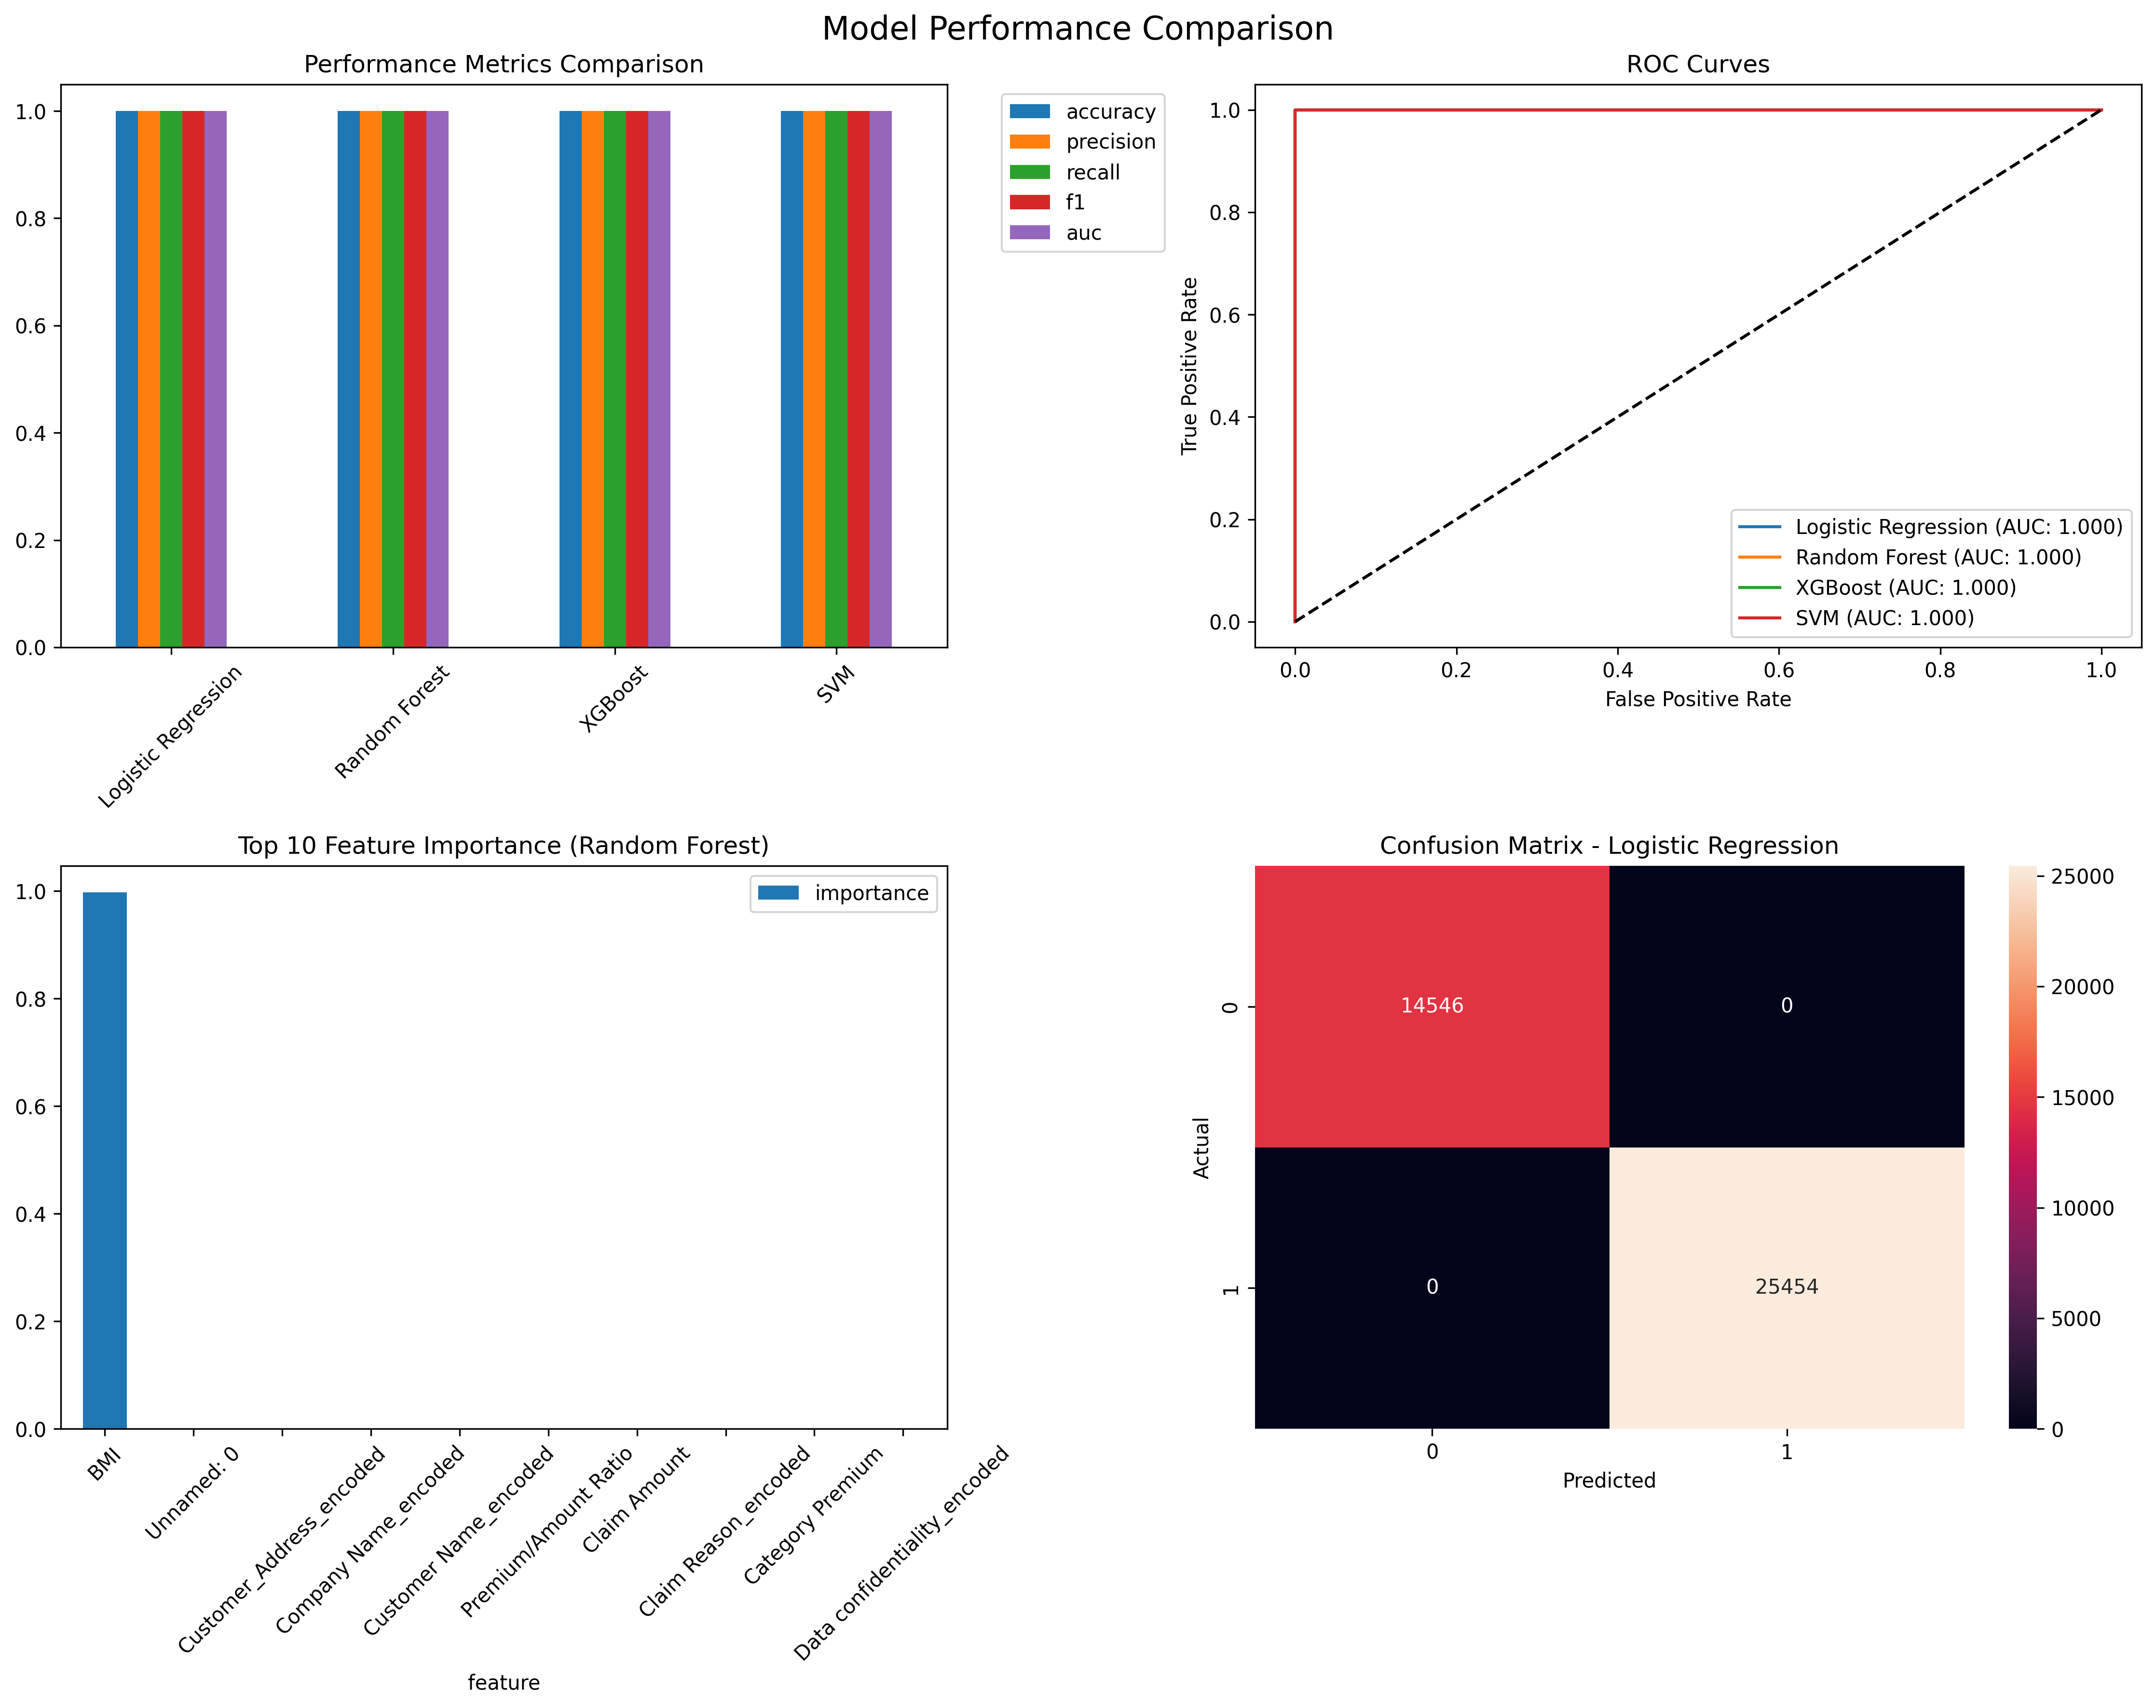 Model Performance Comparison
Performance Metrics Comparison
1.0
0.8
0.6
0.4
0.2
0.0
Logistic Regression
Random Forest
XGBoost
SVM
accuracy
precision
recall
f1
auc
ROC Curves
True Positive Rate
1.0
0.8
0.6
0.4
0.2
0.0
Logistic Regression (AUC: 1.000)
Random Forest (AUC: 1.000)
XGBoost (AUC: 1.000)
SVM (AUC: 1.000)
0.0 0.2 0.4 0.6 0.8 1.0
False Positive Rate
Top 10 Feature Importance (Random Forest)
importance
1.0
0.8
0.6
0.4
0.2
0.0
BMI
Unnamed: 0
Customer_Address_encoded
Company Name_encoded
Customer Name_encoded
Premium/Amount Ratio
Claim Amount
Claim Reason_encoded
Category Premium
Data confidentiality_encoded
feature
Confusion Matrix - Logistic Regression
Actual
0
1
14546 0
0 25454
0 1
Predicted
25000
20000
15000
10000
5000
0